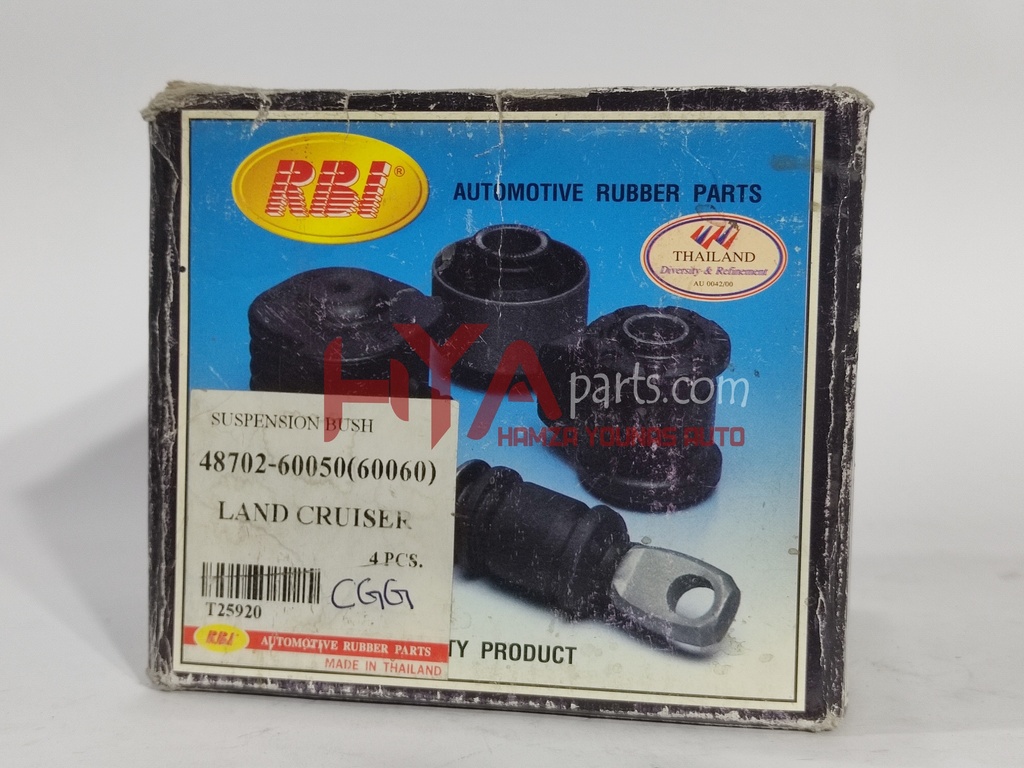 RBI®
AUTOMOTIVE RUBBER PARTS
THAILAND
Diversity & Refinement
AU 0042/00
HYAparts.com
HAMZA YOUNAS AUTO
SUSPENSION BUSH
48702-60050(60060)
LAND CRUISER
4 PCS.
CGG
T25920
RBI AUTOMOTIVE RUBBER PARTS
MADE IN THAILAND
TY PRODUCT